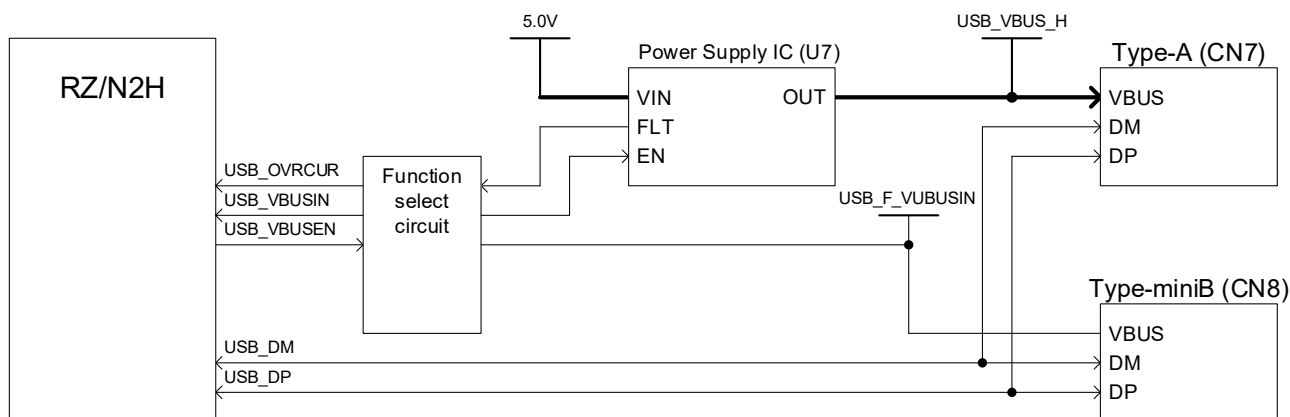 5.0V
USB_VBUS_H
RZ/N2H
Power Supply IC (U7)
Type-A (CN7)
VIN
OUT
VBUS
FLT
DM
EN
DP
USB_OVRCUR
Function
select
circuit
USB_VBUSIN
USB_VBUSEN
USB_F_VUBUSIN
Type-miniB (CN8)
VBUS
USB_DM
DM
USB_DP
DP